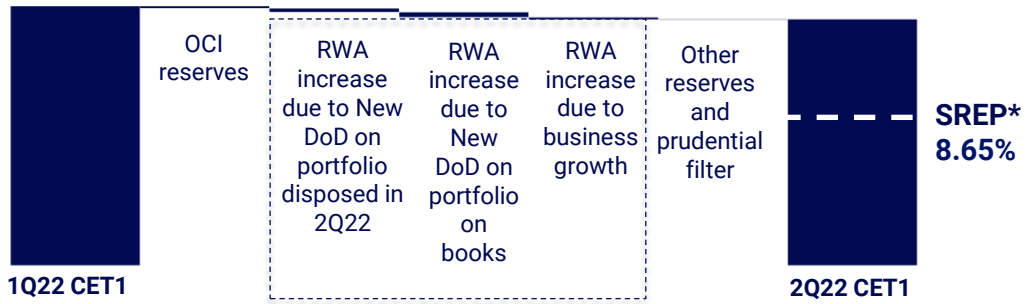 OCI
reserves
RWA
increase
due to New
DoD on
portfolio
disposed in
2Q22
RWA
increase
due to
New
DoD on
portfolio
on
books
RWA
increase
due to
business
growth
Other
reserves
and
prudential
filter
SREP*
8.65%
1Q22 CET1
2Q22 CET1